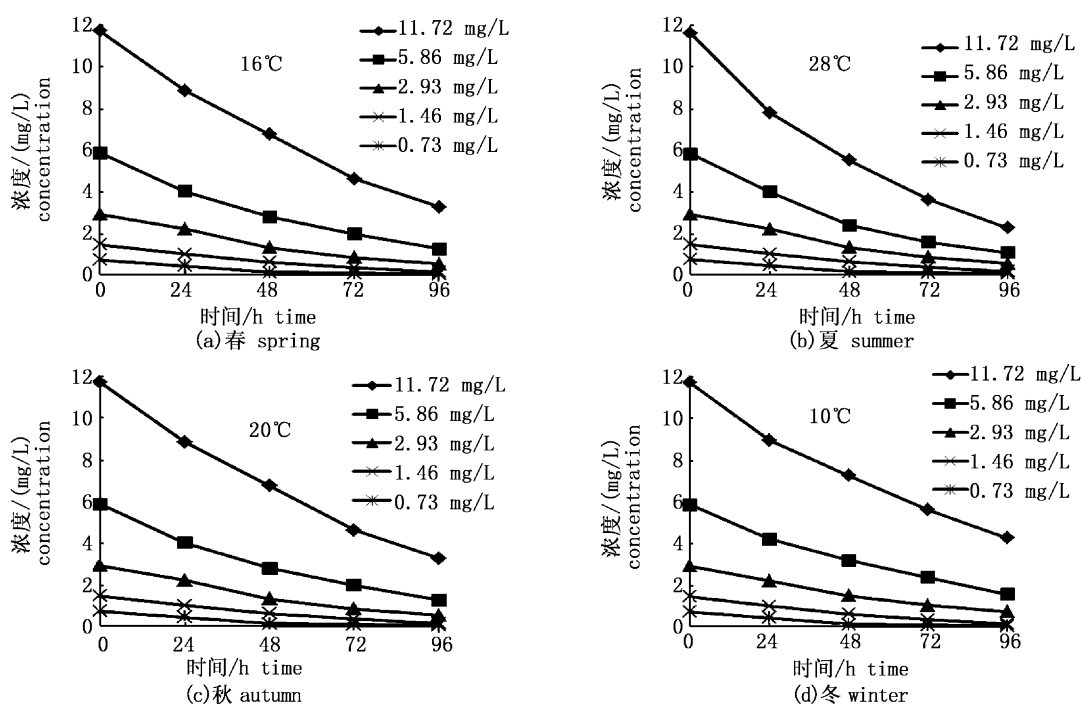 浓度/(mg/L)
concentration
12
10
8
6
4
2
0
16℃
11.72 mg/L
5.86 mg/L
2.93 mg/L
1.46 mg/L
0.73 mg/L
0 24 48 72 96
时间/h time
(a)春 spring
浓度/(mg/L)
concentration
12
10
8
6
4
2
0
28℃
11.72 mg/L
5.86 mg/L
2.93 mg/L
1.46 mg/L
0.73 mg/L
0 24 48 72 96
时间/h time
(b)夏 summer
浓度/(mg/L)
concentration
12
10
8
6
4
2
0
20℃
11.72 mg/L
5.86 mg/L
2.93 mg/L
1.46 mg/L
0.73 mg/L
0 24 48 72 96
时间/h time
(c)秋 autumn
浓度/(mg/L)
concentration
12
10
8
6
4
2
0
10℃
11.72 mg/L
5.86 mg/L
2.93 mg/L
1.46 mg/L
0.73 mg/L
0 24 48 72 96
时间/h time
(d)冬 winter